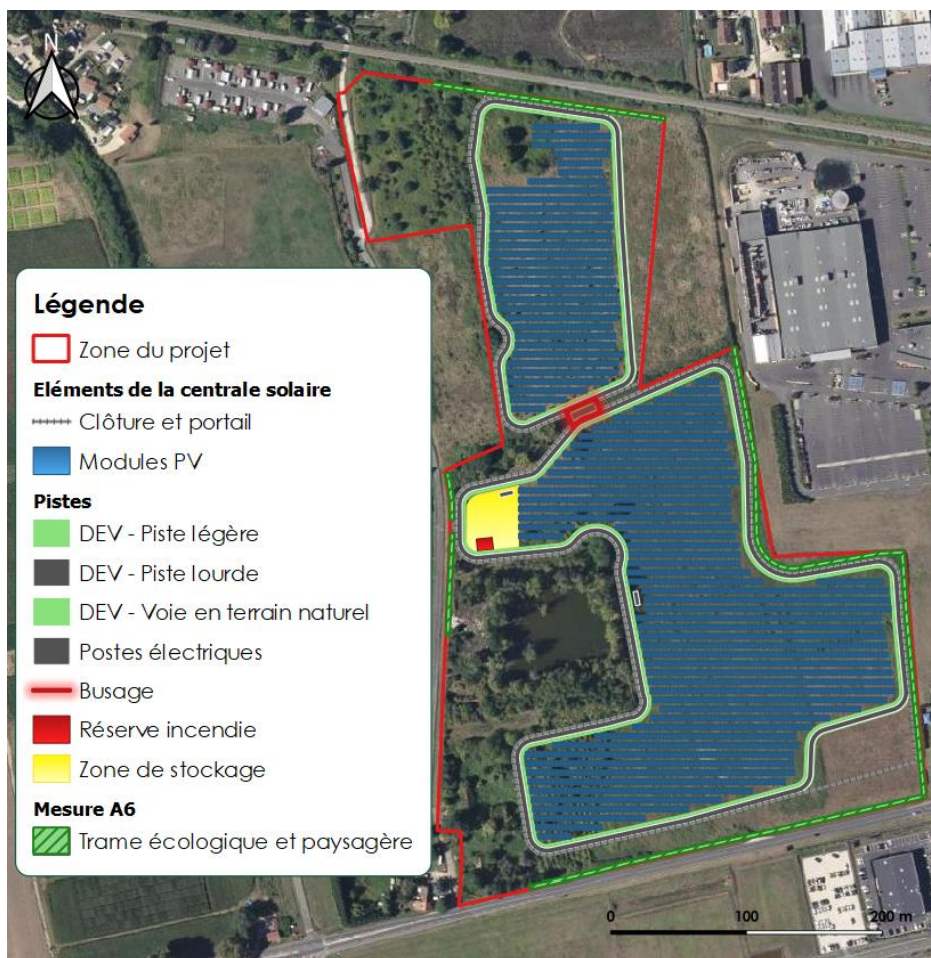 N
Légende
Zone du projet
Eléments de la centrale solaire
Clôture et portail
Modules PV
Pistes
DEV - Piste légère
DEV - Piste lourde
DEV - Voie en terrain naturel
Postes électriques
Busage
Réserve incendie
Zone de stockage
Mesure A6
Trame écologique et paysagère
0 100 200 m